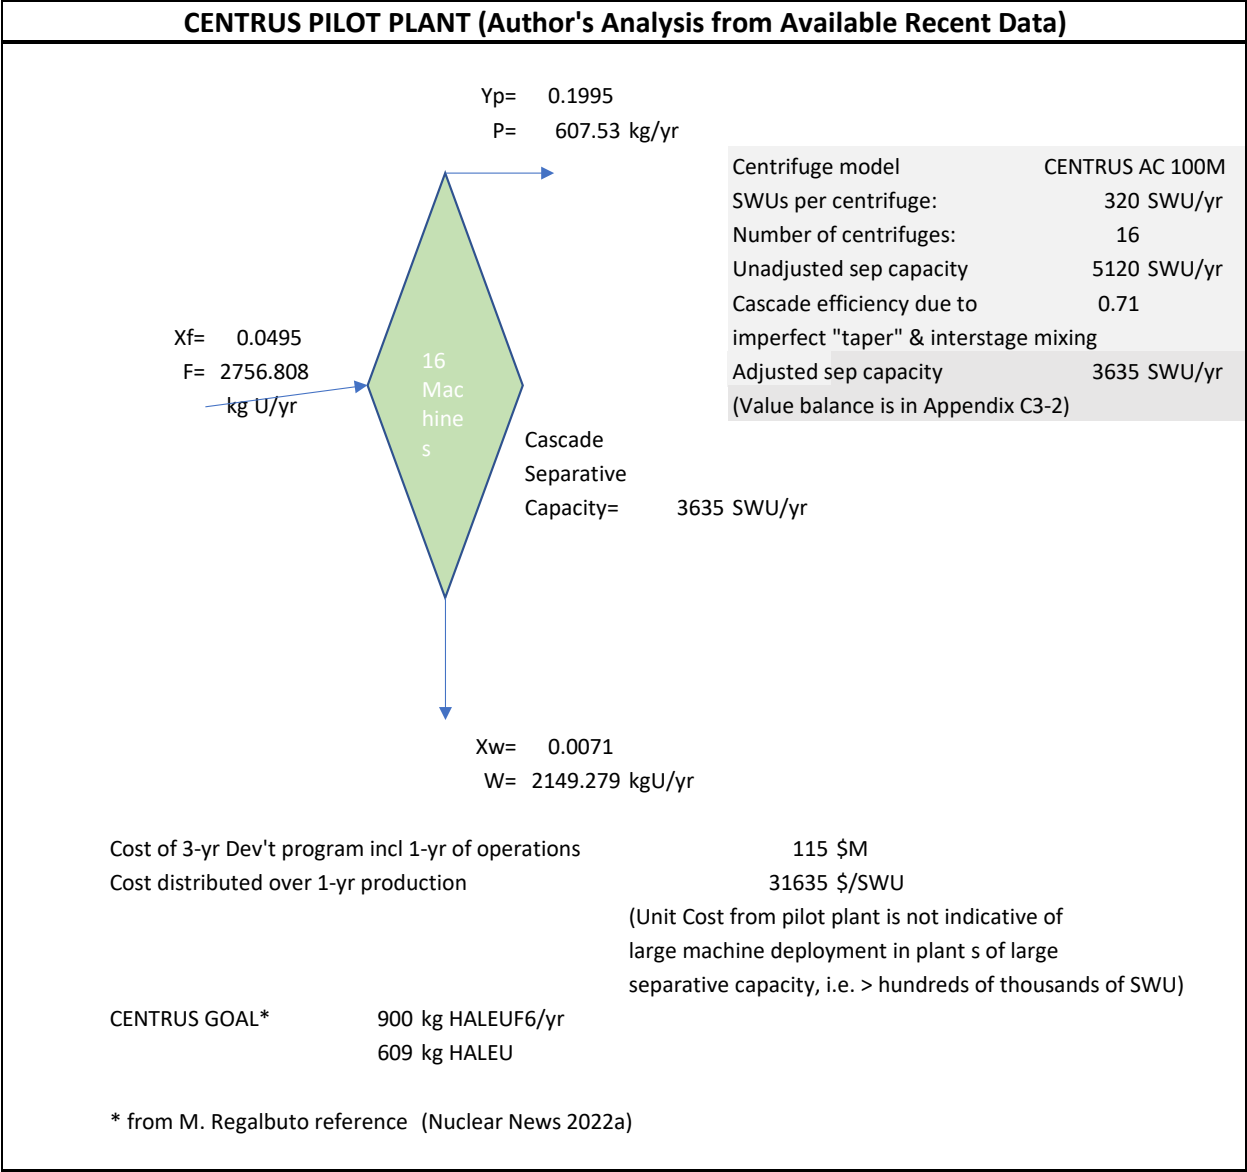 CENTRUS PILOT PLANT (Author's Analysis from Available Recent Data)
Yp= 0.1995
P= 607.53 kg/yr
Centrifuge model CENTRUS AC 100M
SWUs per centrifuge: 320 SWU/yr
Number of centrifuges: 16
Unadjusted sep capacity 5120 SWU/yr
Cascade efficiency due to 0.71
imperfect "taper" & interstage mixing
Adjusted sep capacity 3635 SWU/yr
(Value balance is in Appendix C3-2)
Xf= 0.0495
F= 2756.808
kg U/yr
16
Mac
hine
s
Cascade
Separative
Capacity= 3635 SWU/yr
Xw= 0.0071
W= 2149.279 kgU/yr
Cost of 3-yr Dev't program incl 1-yr of operations 115 $M
Cost distributed over 1-yr production 31635 $/SWU
(Unit Cost from pilot plant is not indicative of
large machine deployment in plant s of large
separative capacity, i.e. > hundreds of thousands of SWU)
CENTRUS GOAL* 900 kg HALEUF6/yr
609 kg HALEU
* from M. Regalbuto reference (Nuclear News 2022a)